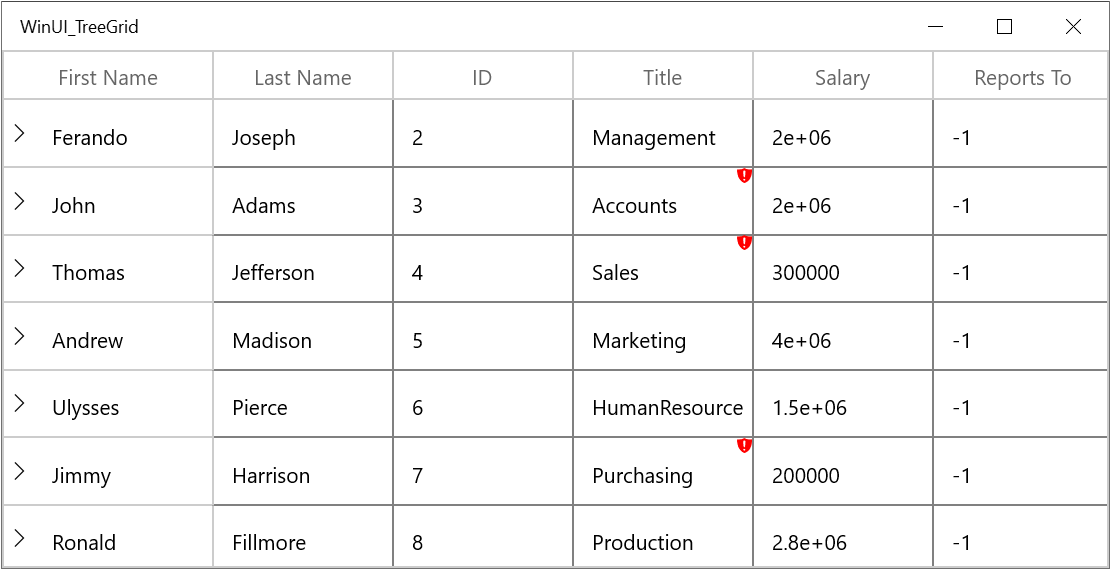 WinUI_TreeGrid
First Name Last Name ID Title Salary Reports To
Ferando Joseph 2 Management 2e+06 -1
John Adams 3 Accounts 2e+06 -1
Thomas Jefferson 4 Sales 300000 -1
Andrew Madison 5 Marketing 4e+06 -1
Ulysses Pierce 6 HumanResource 1.5e+06 -1
Jimmy Harrison 7 Purchasing 200000 -1
Ronald Fillmore 8 Production 2.8e+06 -1